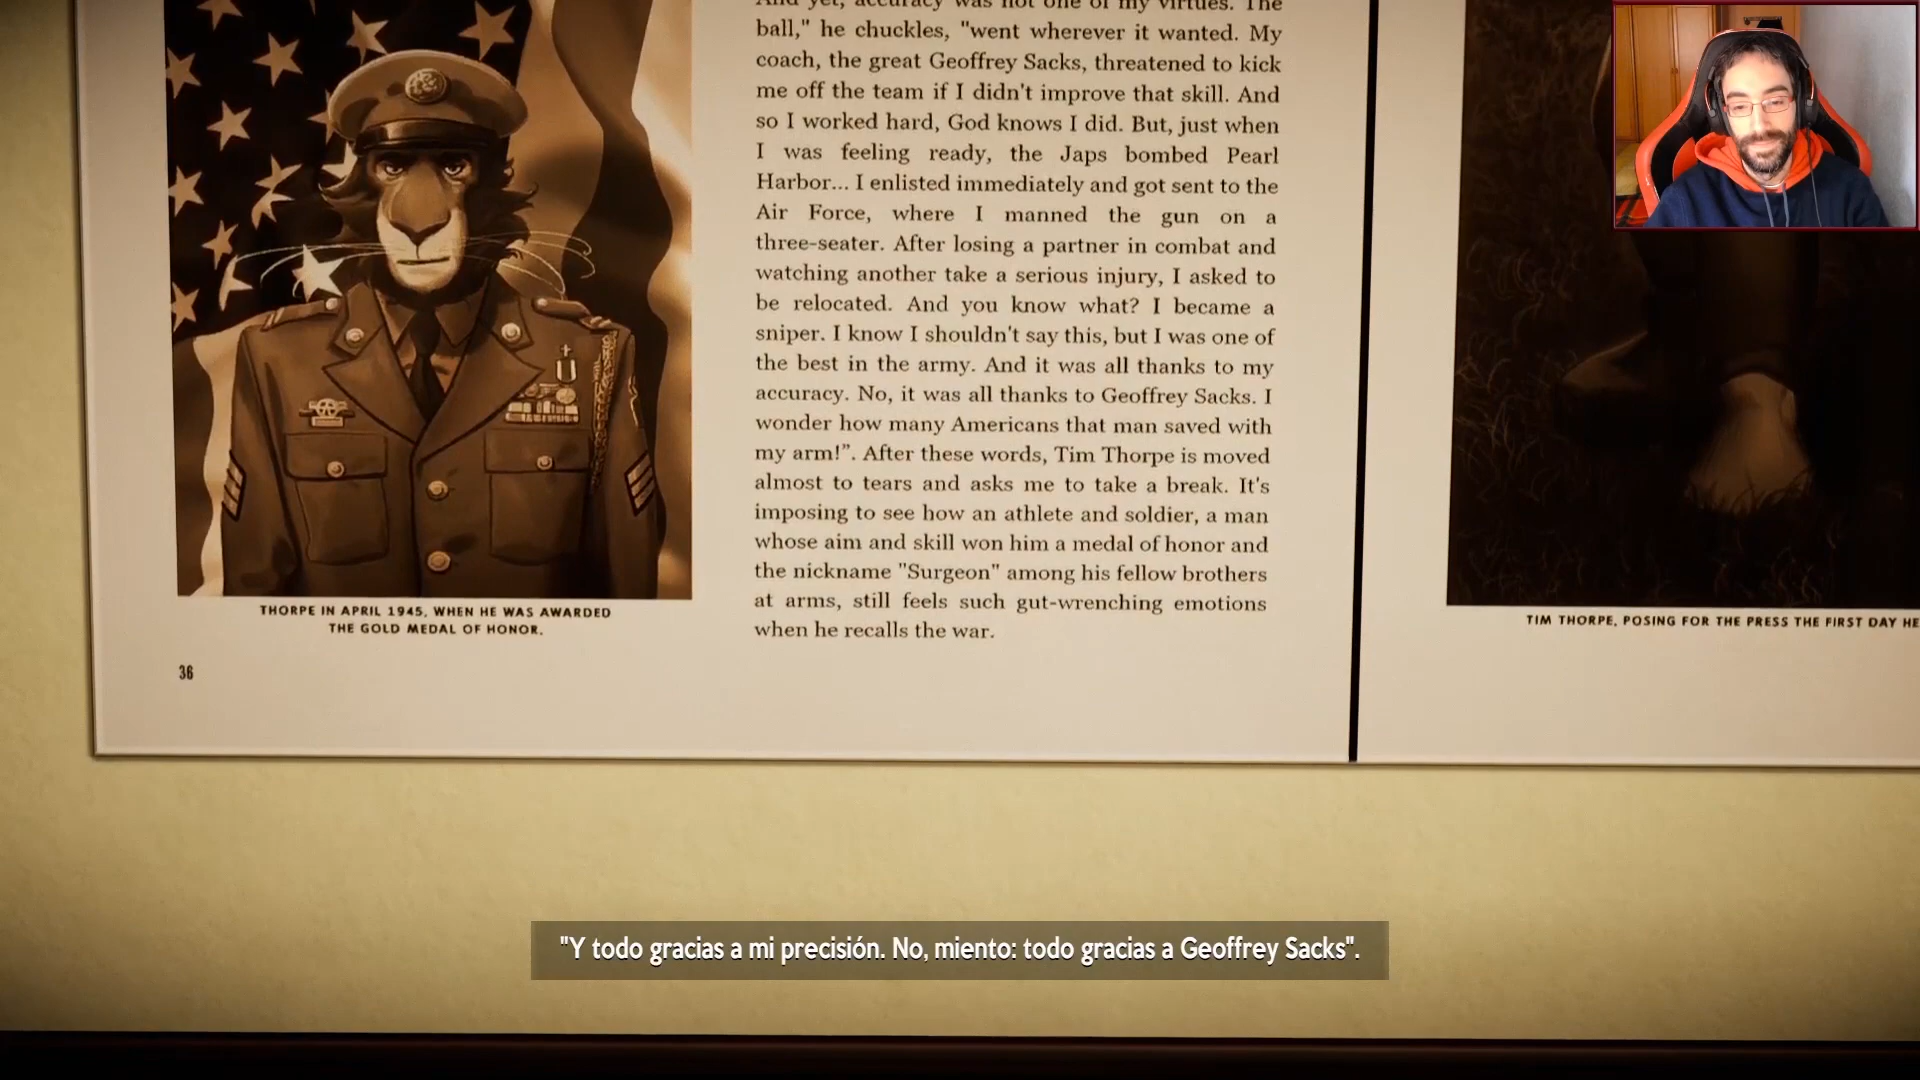 And yet, accuracy was not one of my virtues. The
ball," he chuckles, "went wherever it wanted. My
coach, the great Geoffrey Sacks, threatened to kick
me off the team if I didn't improve that skill. And
so I worked hard, God knows I did. But, just when
I was feeling ready, the Japs bombed Pearl
Harbor... I enlisted immediately and got sent to the
Air Force, where I manned the gun on a
three-seater. After losing a partner in combat and
watching another take a serious injury, I asked to
be relocated. And you know what? I became a
sniper. I know I shouldn't say this, but I was one of
the best in the army. And it was all thanks to my
accuracy. No, it was all thanks to Geoffrey Sacks. I
wonder how many Americans that man saved with
my arm!”. After these words, Tim Thorpe is moved
almost to tears and asks me to take a break. It's
imposing to see how an athlete and soldier, a man
whose aim and skill won him a medal of honor and
the nickname "Surgeon" among his fellow brothers
at arms, still feels such gut-wrenching emotions
when he recalls the war.
THORPE IN APRIL 1945, WHEN HE WAS AWARDED
THE GOLD MEDAL OF HONOR.
36
TIM THORPE, POSING FOR THE PRESS THE FIRST DAY HE
"Y todo gracias a mi precisión. No, miento: todo gracias a Geoffrey Sacks".